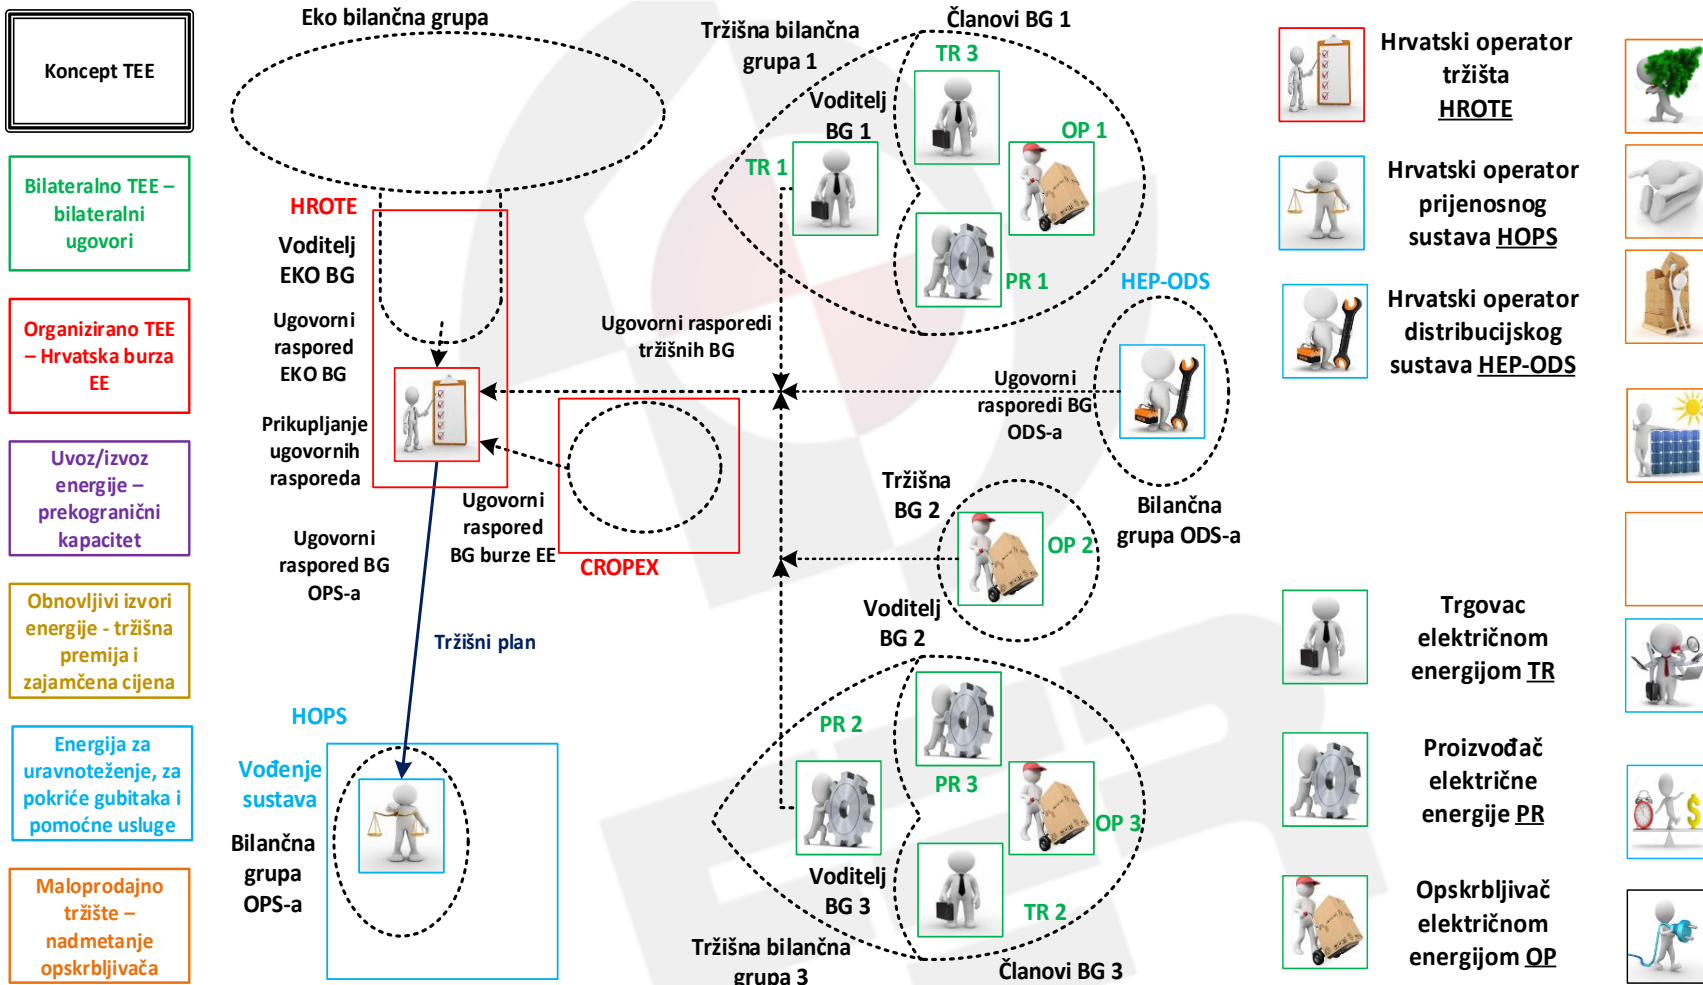 Koncept TEE
Bilateralno TEE –
bilateralni
ugovori
Organizirano TEE
– Hrvatska burza
EE
Uvoz/izvoz
energije –
prekogranični
kapacitet
Obnovljivi izvori
energije - tržišna
premija i
zajamčena cijena
Energija za
uravnoteženje, za
pokriće gubitaka i
pomoćne usluge
Maloprodajno
tržište –
nadmetanje
opskrbljivača
Eko bilančna grupa
HROTE
Voditelj
EKO BG
Ugovorni
raspored
EKO BG
Prikupljanje
ugovornih
rasporeda
Ugovorni
raspored BG
OPS-a
Tržišni plan
HOPS
Vođenje
sustava
Bilančna
grupa
OPS-a
Ugovorni
raspored
BG burze EE
CROPEX
Ugovorni rasporedi
tržišnih BG
Tržišna bilančna
grupa 1
Članovi BG 1
Voditelj
BG 1
TR 1
TR 3
OP 1
PR 1
HEP-ODS
Ugovorni
rasporedi BG
ODS-a
Bilančna
grupa ODS-a
Tržišna
BG 2
OP 2
Voditelj
BG 2
PR 2
PR 3
OP 3
TR 2
Voditelj
BG 3
Tržišna bilančna
grupa 3
Članovi BG 3
Hrvatski operator
tržišta
HROTE
Hrvatski operator
prijenosnog
sustava HOPS
Hrvatski operator
distribucijskog
sustava HEP-ODS
Trgovac
električnom
energijom TR
Proizvođač
električne
energije PR
Opskrbljivač
električnom
energijom OP